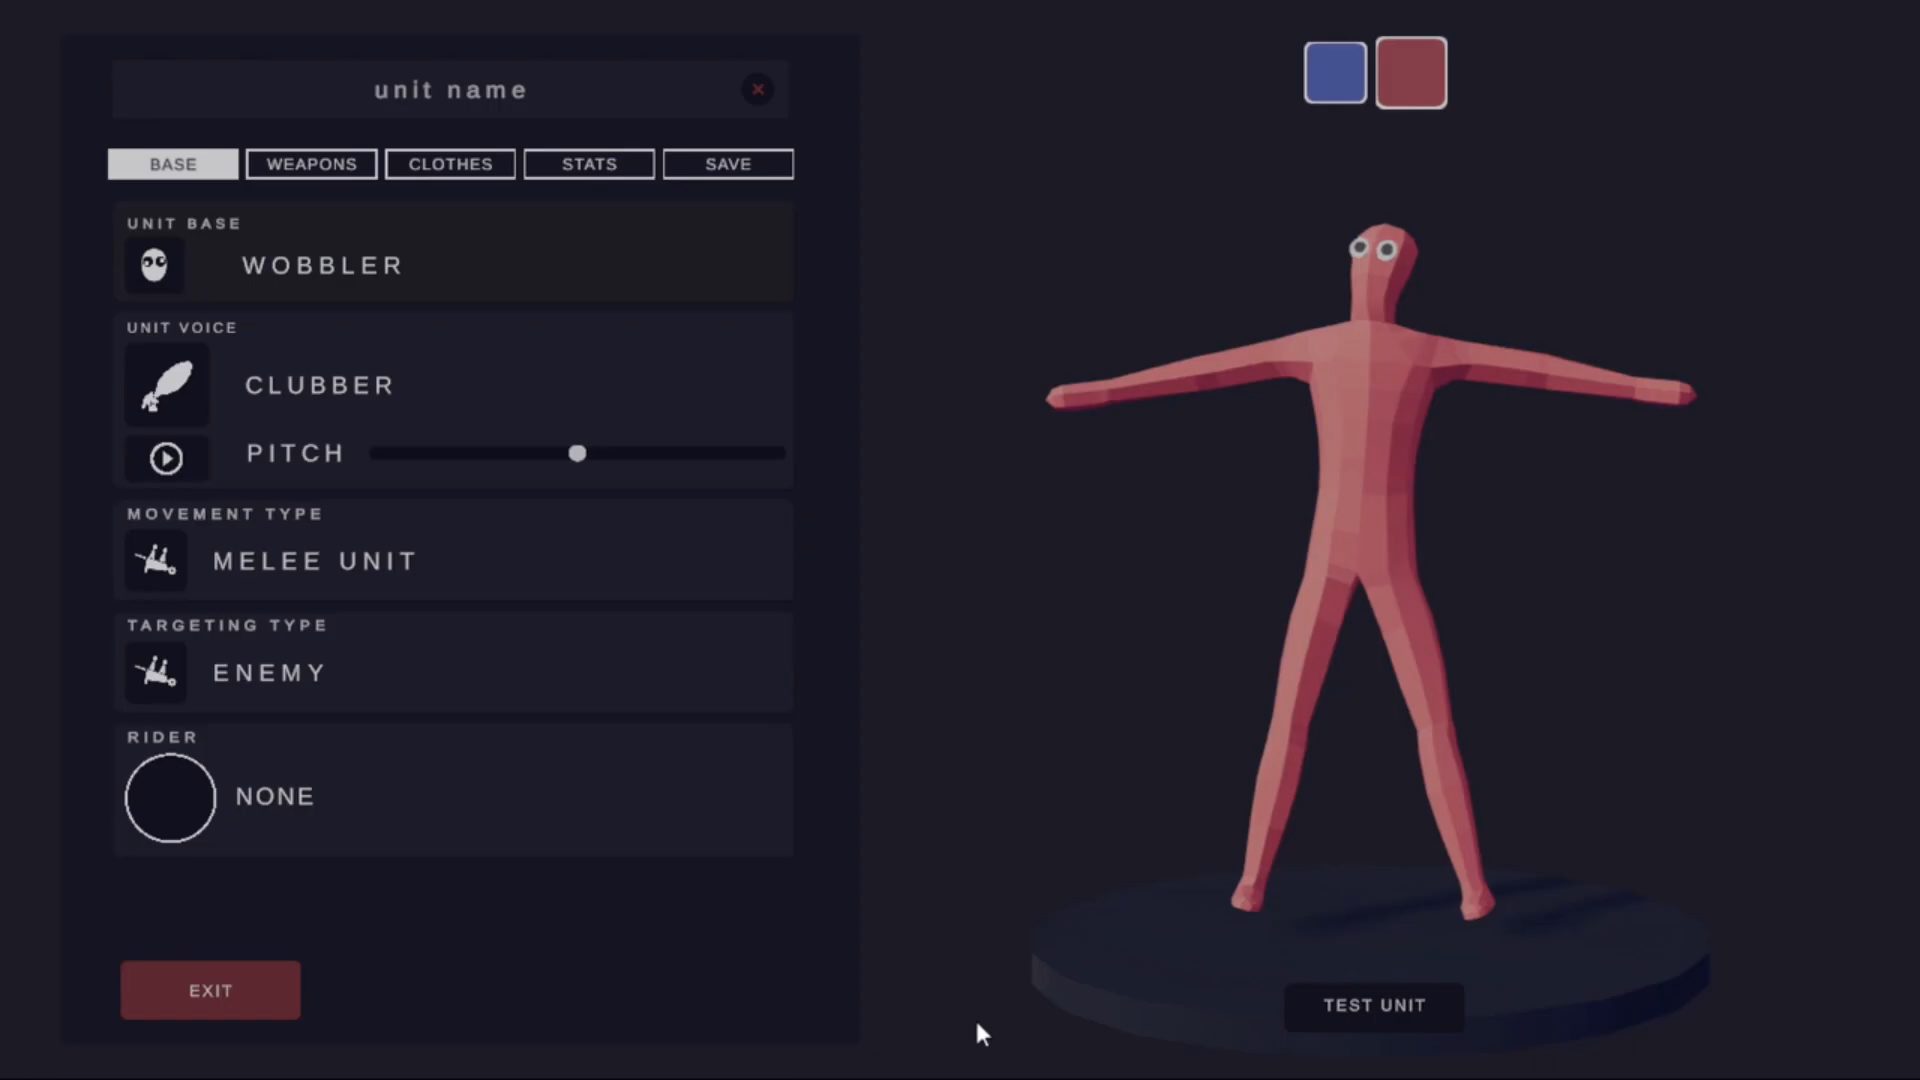 unit name
BASE WEAPONS CLOTHES STATS SAVE
UNIT BASE
WOBBLER
UNIT VOICE
CLUBBER
PITCH
MOVEMENT TYPE
MELEE UNIT
TARGETING TYPE
ENEMY
RIDER
NONE
EXIT
TEST UNIT